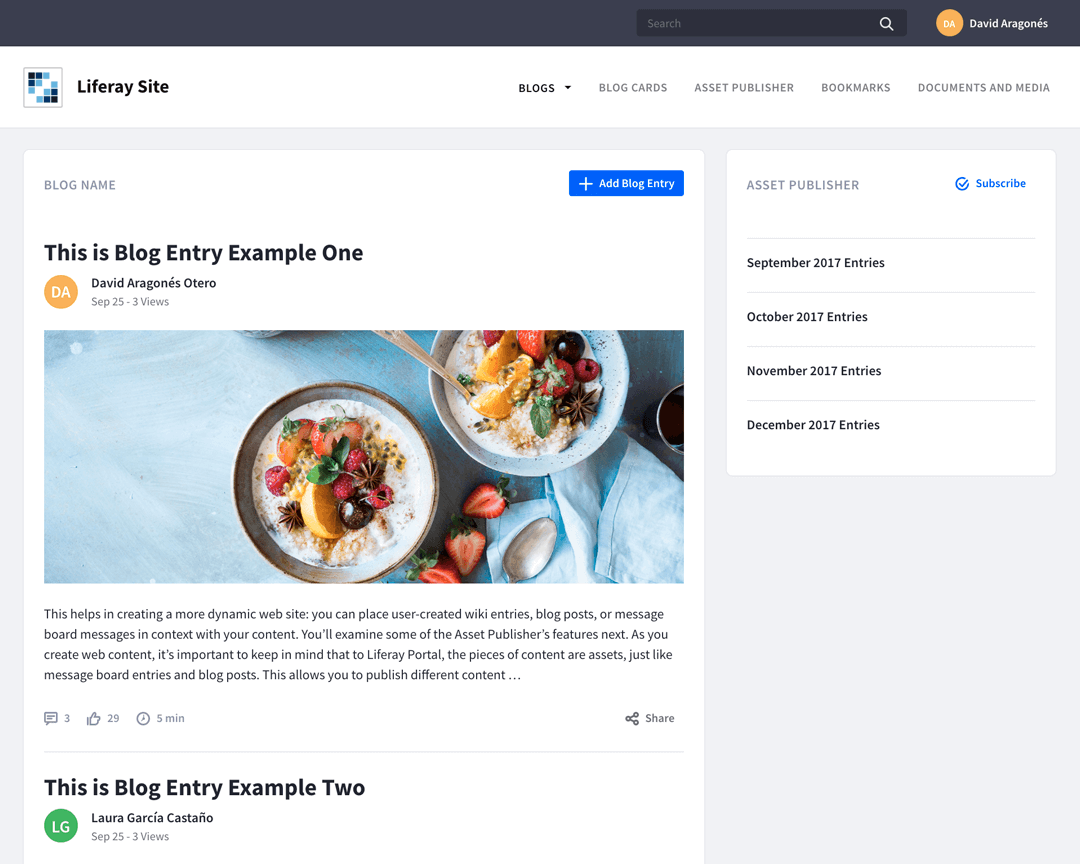 Search
DA David Aragonés
Liferay Site
BLOGS BLOG CARDS ASSET PUBLISHER BOOKMARKS DOCUMENTS AND MEDIA
BLOG NAME
Add Blog Entry
This is Blog Entry Example One
DA
David Aragonés Otero
Sep 25 - 3 Views
This helps in creating a more dynamic web site: you can place user-created wiki entries, blog posts, or message
board messages in context with your content. You’ll examine some of the Asset Publisher’s features next. As you
create web content, it’s important to keep in mind that to Liferay Portal, the pieces of content are assets, just like
message board entries and blog posts. This allows you to publish different content …
3 29 5 min Share
This is Blog Entry Example Two
LG
Laura García Castaño
Sep 25 - 3 Views
ASSET PUBLISHER
Subscribe
September 2017 Entries
October 2017 Entries
November 2017 Entries
December 2017 Entries